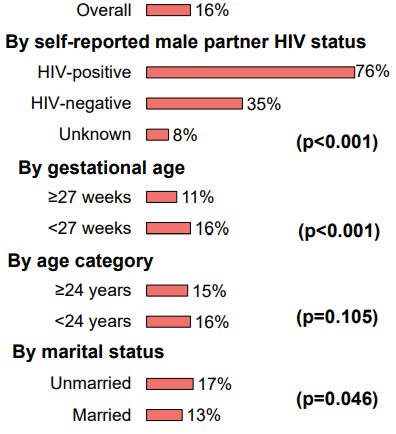 Overall 16%
By self-reported male partner HIV status
HIV-positive 76%
HIV-negative 35%
Unknown 8%
(p<0.001)
By gestational age
≥27 weeks 11%
<27 weeks 16%
(p<0.001)
By age category
≥24 years 15%
<24 years 16%
(p=0.105)
By marital status
Unmarried 17%
(p=0.046)
Married 13%